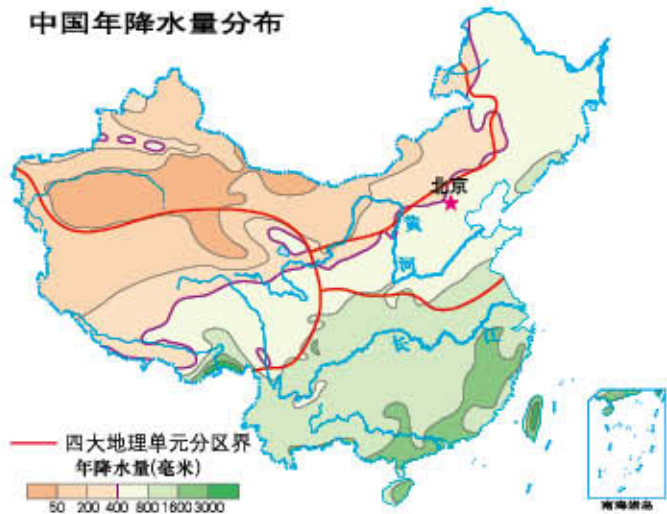 中国年降水量分布
北京
黄
河
长
江
四大地理单元分区界
年降水量(毫米)
50 200 400 800 1600 3000
南海诸岛